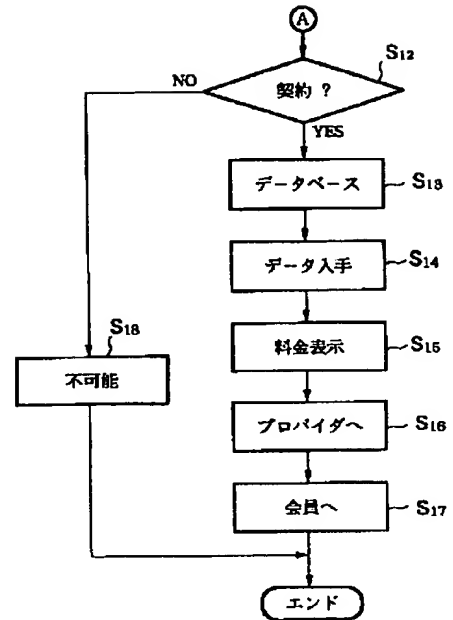 A
S12
契約 ?
NO
YES
データベース
S13
データ入手
S14
料金表示
S15
S18
不可能
プロバイダへ
S16
会員へ
S17
エンド